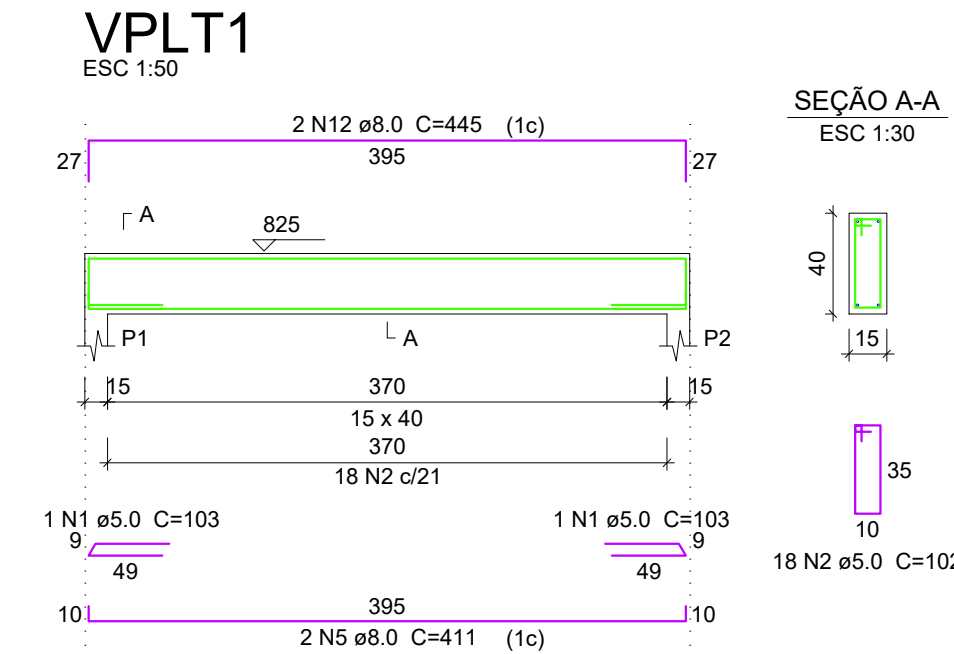 VPLT1
ESC 1:50
SEÇÃO A-A
ESC 1:30
2 N12 ø8.0 C=445 (1c)
27
395
27
A
825
40
15
P1
A
P2
15
370
15
15 x 40
370
18 N2 c/21
35
10
18 N2 ø5.0 C=102
1 N1 ø5.0 C=103
9
49
1 N1 ø5.0 C=103
9
49
10
395
10
2 N5 ø8.0 C=411 (1c)